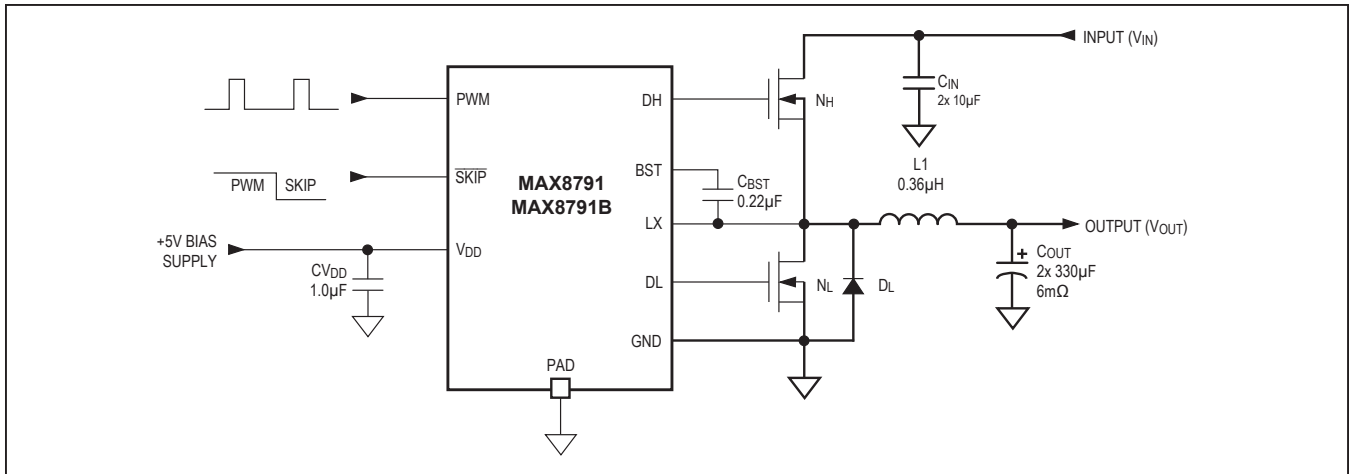 INPUT (VIN)
CIN
2x 10µF
PWM
DH
NH
L1
0.36µH
BST
SKIP
PWM
SKIP
MAX8791
MAX8791B
CBST
0.22µF
LX
OUTPUT (VOUT)
+5V BIAS
SUPPLY
VDD
CVDD
1.0µF
DL
NL
DL
+
COUT
2x 330µF
6mΩ
GND
PAD